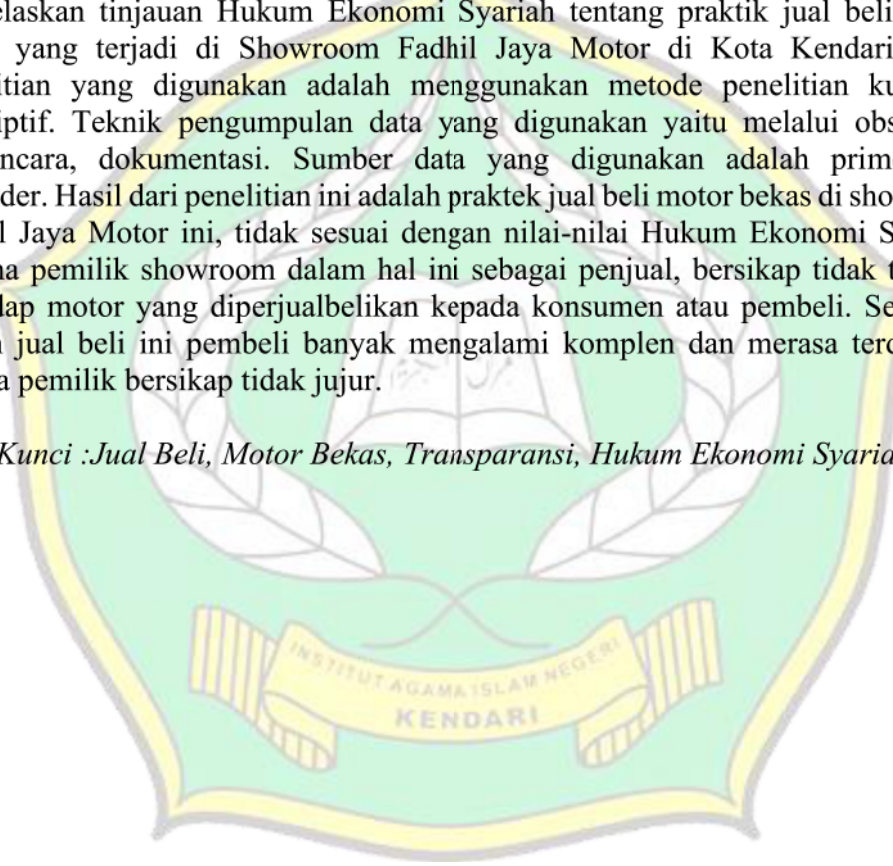 elaskan tinjauan Hukum Ekonomi Syariah tentang praktik jual beli
yang terjadi di Showroom Fadhil Jaya Motor di Kota Kendari
itian yang digunakan adalah menggunakan metode penelitian ku
iptif. Teknik pengumpulan data yang digunakan yaitu melalui obs
ncara, dokumentasi. Sumber data yang digunakan adalah prim
der. Hasil dari penelitian ini adalah praktek jual beli motor bekas di sho
l Jaya Motor ini, tidak sesuai dengan nilai-nilai Hukum Ekonomi S
na pemilik showroom dalam hal ini sebagai penjual, bersikap tidak t
dap motor yang diperjualbelikan kepada konsumen atau pembeli. Se
n jual beli ini pembeli banyak mengalami komplen dan merasa terc
a pemilik bersikap tidak jujur.
Kunci :Jual Beli, Motor Bekas, Transparansi, Hukum Ekonomi Syaria
INSTITUT AGAMA ISLAM NEGERI
KENDARI